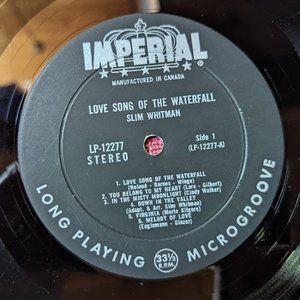 IMPERIAL
MANUFACTURED IN CANADA
LOVE SONG OF THE WATERFALL
SLIM WHITMAN
LP-12277
STEREO
Side 1
(LP-12277-A)
1. LOVE SONG OF THE WATERFALL
(Noland - Barnes - Winge)
2. YOU BELONG TO MY HEART (Lara - Gilbert)
3. IN THE MISTY MOONLIGHT (Cindy Walker)
4. DOWN IN THE VALLEY
(Adapt. & Arr. Slim Whitman)
5. VIRGINIA (Merle Kilgore)
6. MELODY OF LOVE
(Englemann - Glazer)
LONG PLAYING
33⅓
R.P.M.
MICROGROOVE